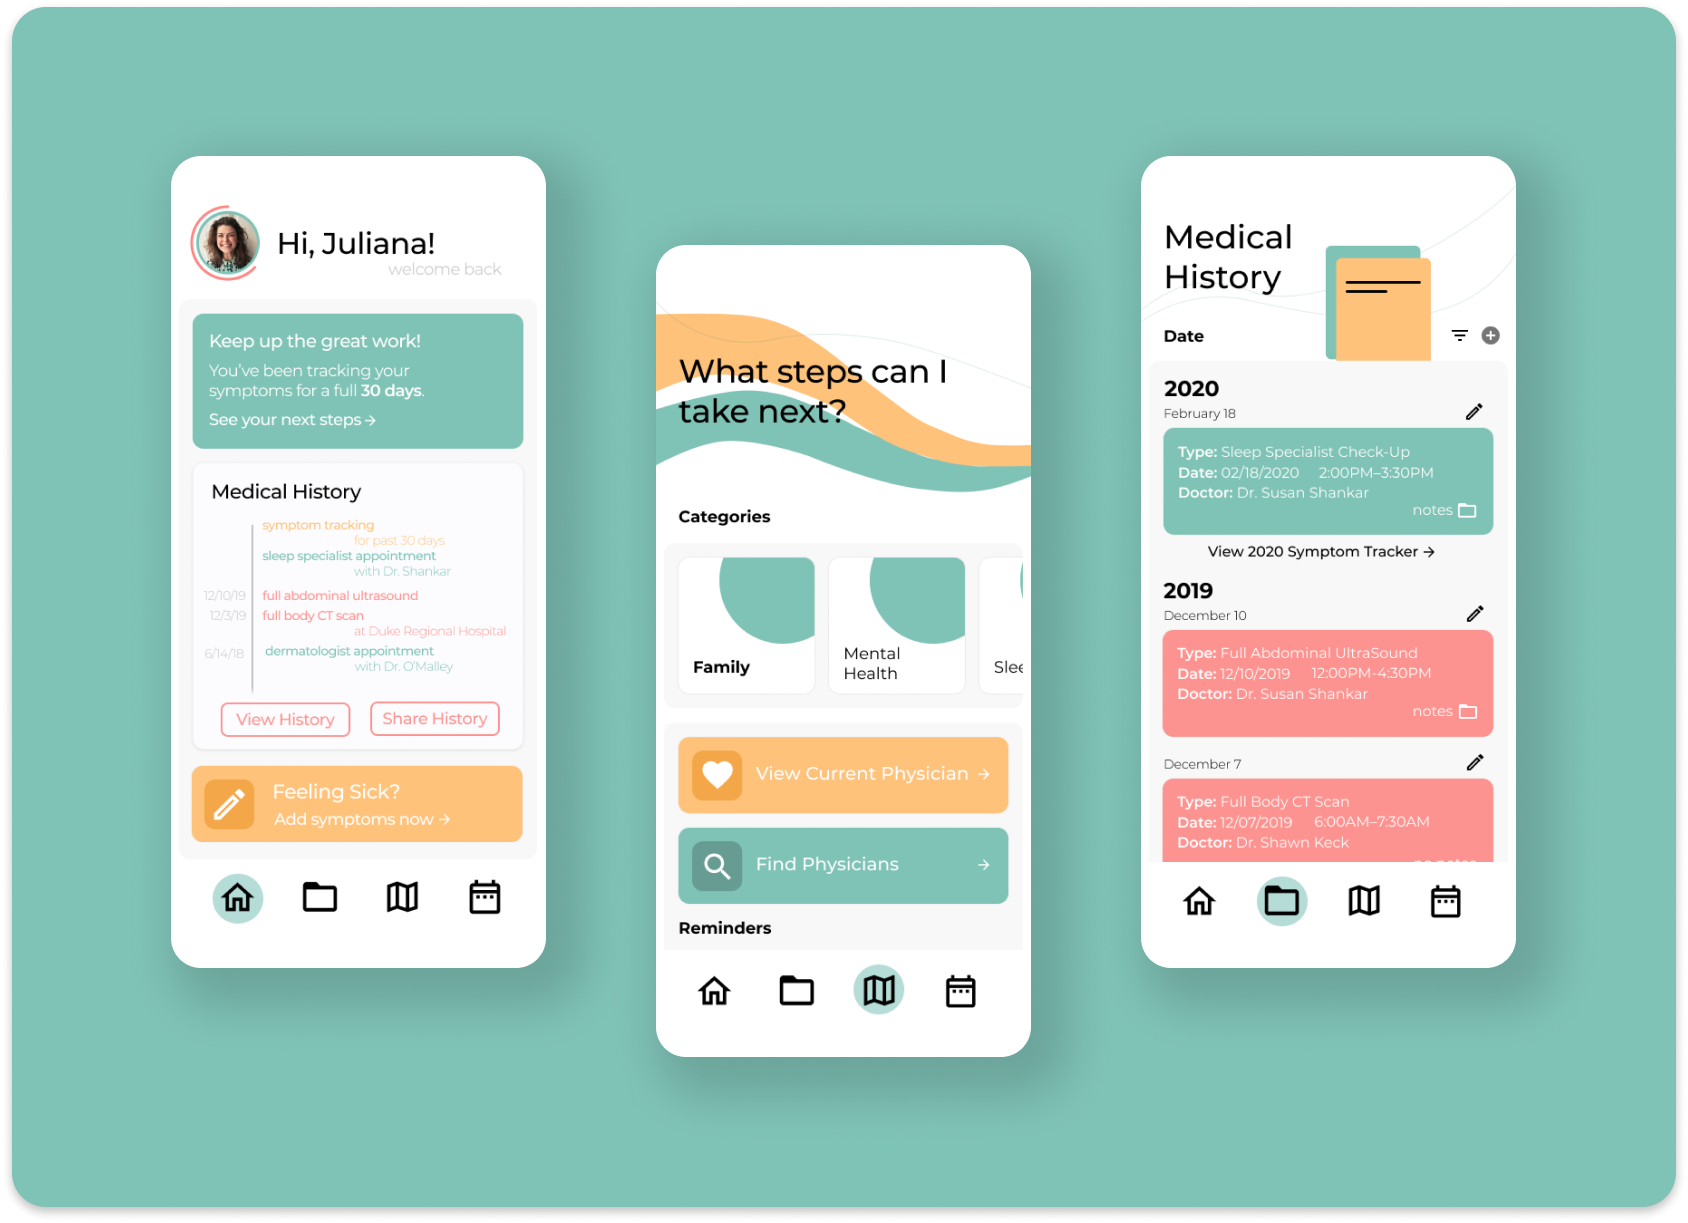 Hi, Juliana!
welcome back
Keep up the great work!
You've been tracking your
symptoms for a full 30 days.
See your next steps →
Medical History
symptom tracking
for past 30 days
sleep specialist appointment
with Dr. Shankar
12/10/19 full abdominal ultrasound
12/3/19 full body CT scan
at Duke Regional Hospital
6/14/18 dermatologist appointment
with Dr. O'Malley
View History Share History
Feeling Sick?
Add symptoms now →
What steps can I
take next?
Categories
Family
Mental
Health
Slee
View Current Physician →
Find Physicians →
Reminders
Medical
History
Date
2020
February 18
Type: Sleep Specialist Check-Up
Date: 02/18/2020 2:00PM–3:30PM
Doctor: Dr. Susan Shankar
notes
View 2020 Symptom Tracker →
2019
December 10
Type: Full Abdominal UltraSound
Date: 12/10/2019 12:00PM-4:30PM
Doctor: Dr. Susan Shankar
notes
December 7
Type: Full Body CT Scan
Date: 12/07/2019 6:00AM–7:30AM
Doctor: Dr. Shawn Keck